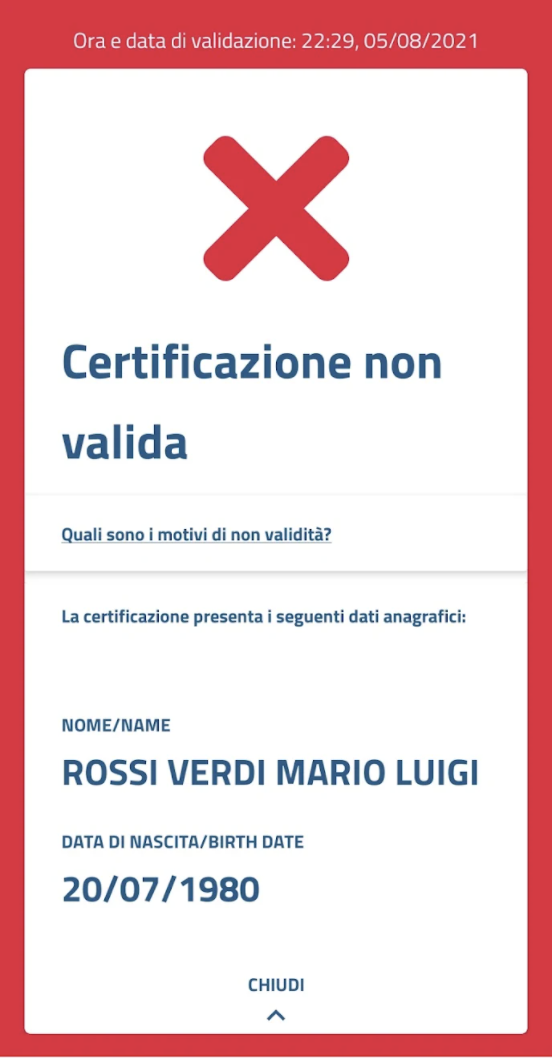 Ora e data di validazione: 22:29, 05/08/2021
Certificazione non
valida
Quali sono i motivi di non validità?
La certificazione presenta i seguenti dati anagrafici:
NOME/NAME
ROSSI VERDI MARIO LUIGI
DATA DI NASCITA/BIRTH DATE
20/07/1980
CHIUDI